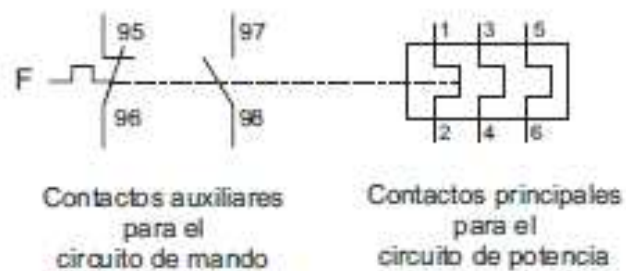 95 97 1 3 5
F
96 98 2 4 6
Contactos auxiliares
para el
circuito de mando
Contactos principales
para el
circuito de potencia